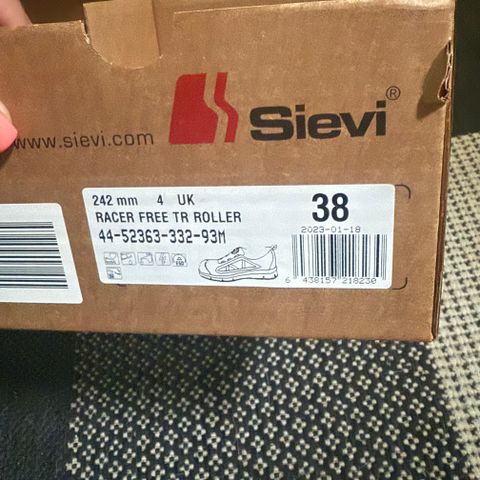 Sievi®
www.sievi.com
242 mm 4 UK
RACER FREE TR ROLLER
44-52363-332-93M
38
2023-01-18
6 438157 218230